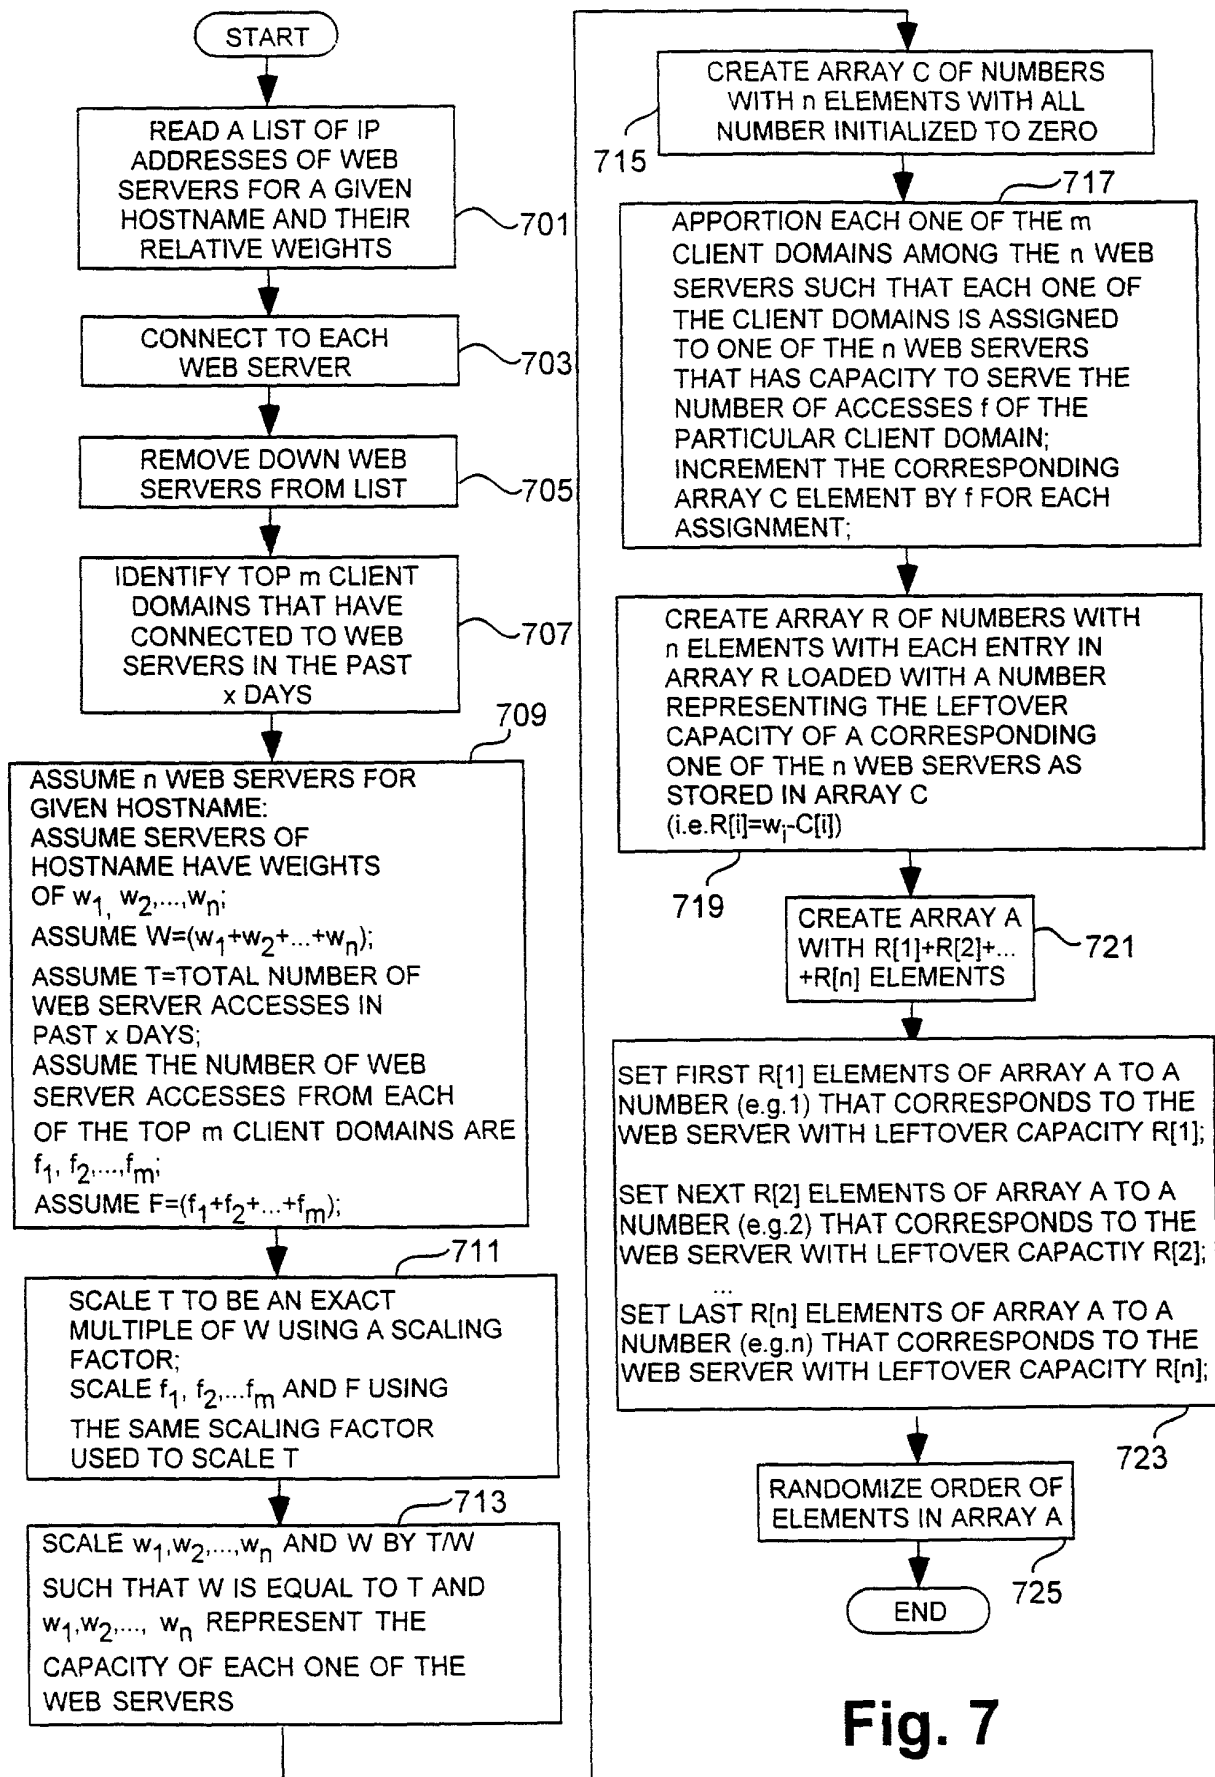 START
READ A LIST OF IP
ADDRESSES OF WEB
SERVERS FOR A GIVEN
HOSTNAME AND THEIR
RELATIVE WEIGHTS
701
CONNECT TO EACH
WEB SERVER
703
REMOVE DOWN WEB
SERVERS FROM LIST
705
IDENTIFY TOP m CLIENT
DOMAINS THAT HAVE
CONNECTED TO WEB
SERVERS IN THE PAST
x DAYS
707
709
ASSUME n WEB SERVERS FOR
GIVEN HOSTNAME:
ASSUME SERVERS OF
HOSTNAME HAVE WEIGHTS
OF w1, w2,...,wn;
ASSUME W=(w1+w2+...+wn);
ASSUME T=TOTAL NUMBER OF
WEB SERVER ACCESSES IN
PAST x DAYS;
ASSUME THE NUMBER OF WEB
SERVER ACCESSES FROM EACH
OF THE TOP m CLIENT DOMAINS ARE
f1, f2,...,fm;
ASSUME F=(f1+f2+...+fm);
711
SCALE T TO BE AN EXACT
MULTIPLE OF W USING A SCALING
FACTOR;
SCALE f1, f2,...fm AND F USING
THE SAME SCALING FACTOR
USED TO SCALE T
713
SCALE w1,w2,...,wn AND W BY T/W
SUCH THAT W IS EQUAL TO T AND
w1,w2,..., wn REPRESENT THE
CAPACITY OF EACH ONE OF THE
WEB SERVERS
CREATE ARRAY C OF NUMBERS
WITH n ELEMENTS WITH ALL
NUMBER INITIALIZED TO ZERO
715
717
APPORTION EACH ONE OF THE m
CLIENT DOMAINS AMONG THE n WEB
SERVERS SUCH THAT EACH ONE OF
THE CLIENT DOMAINS IS ASSIGNED
TO ONE OF THE n WEB SERVERS
THAT HAS CAPACITY TO SERVE THE
NUMBER OF ACCESSES f OF THE
PARTICULAR CLIENT DOMAIN;
INCREMENT THE CORRESPONDING
ARRAY C ELEMENT BY f FOR EACH
ASSIGNMENT;
CREATE ARRAY R OF NUMBERS WITH
n ELEMENTS WITH EACH ENTRY IN
ARRAY R LOADED WITH A NUMBER
REPRESENTING THE LEFTOVER
CAPACITY OF A CORRESPONDING
ONE OF THE n WEB SERVERS AS
STORED IN ARRAY C
(i.e.R[i]=wi-C[i])
719
CREATE ARRAY A
WITH R[1]+R[2]+...
+R[n] ELEMENTS
721
SET FIRST R[1] ELEMENTS OF ARRAY A TO A
NUMBER (e.g.1) THAT CORRESPONDS TO THE
WEB SERVER WITH LEFTOVER CAPACITY R[1];
SET NEXT R[2] ELEMENTS OF ARRAY A TO A
NUMBER (e.g.2) THAT CORRESPONDS TO THE
WEB SERVER WITH LEFTOVER CAPACTIY R[2];
...
SET LAST R[n] ELEMENTS OF ARRAY A TO A
NUMBER (e.g.n) THAT CORRESPONDS TO THE
WEB SERVER WITH LEFTOVER CAPACITY R[n];
723
RANDOMIZE ORDER OF
ELEMENTS IN ARRAY A
725
END
Fig. 7